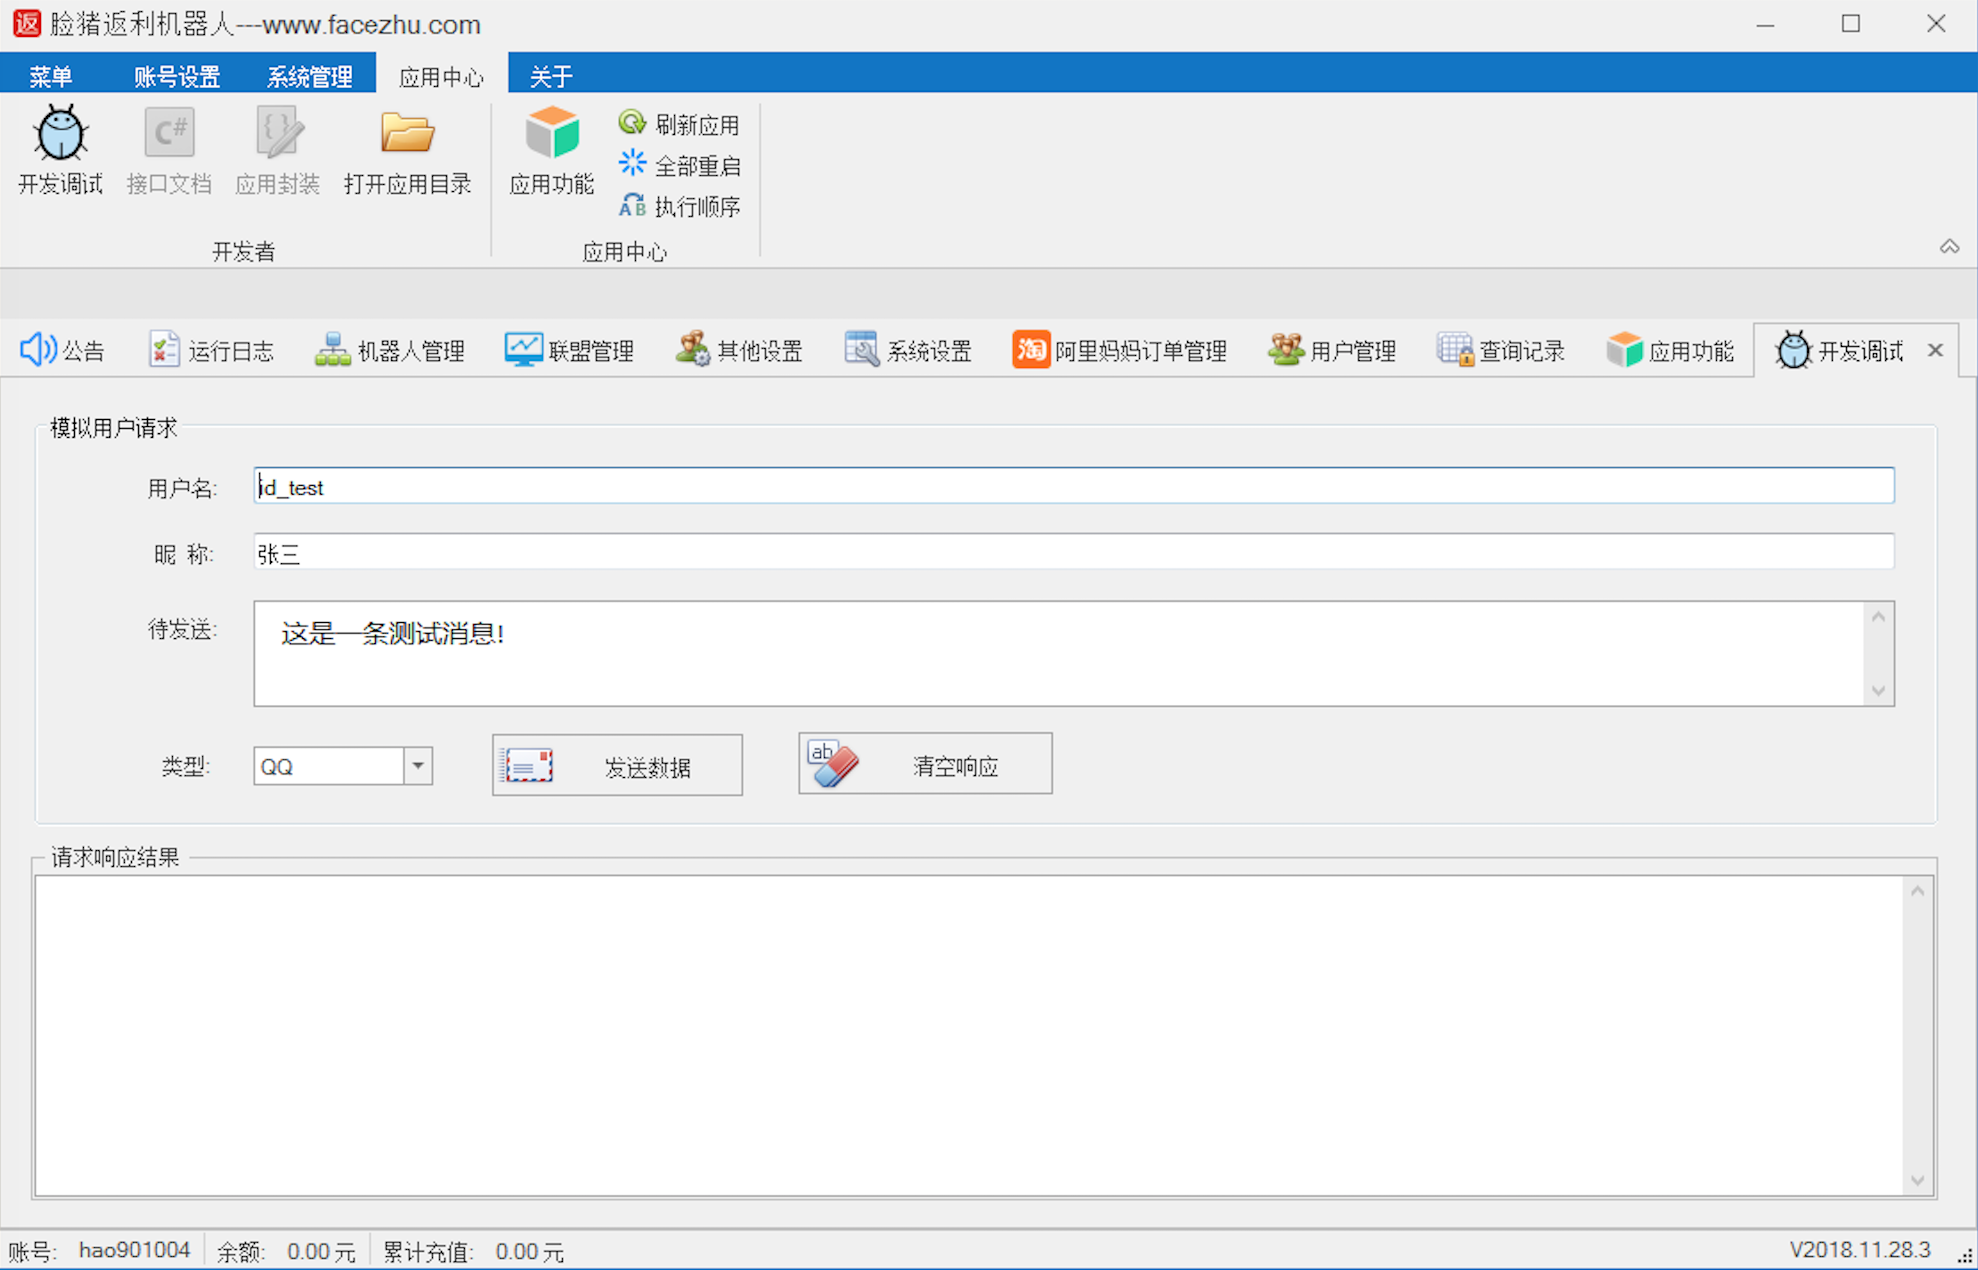 返 脸猪返利机器人---www.facezhu.com
菜单 账号设置 系统管理 应用中心 关于
C#
开发调试 接口文档 应用封装 打开应用目录 应用功能
刷新应用
全部重启
AB 执行顺序
开发者 应用中心
公告 运行日志 机器人管理 联盟管理 其他设置 系统设置 淘 阿里妈妈订单管理 用户管理 查询记录 应用功能 开发调试
模拟用户请求
用户名: id_test
昵 称: 张三
待发送: 这是一条测试消息!
类型: QQ 发送数据 ab 清空响应
请求响应结果
账号: hao901004 余额: 0.00 元 累计充值: 0.00 元 V2018.11.28.3